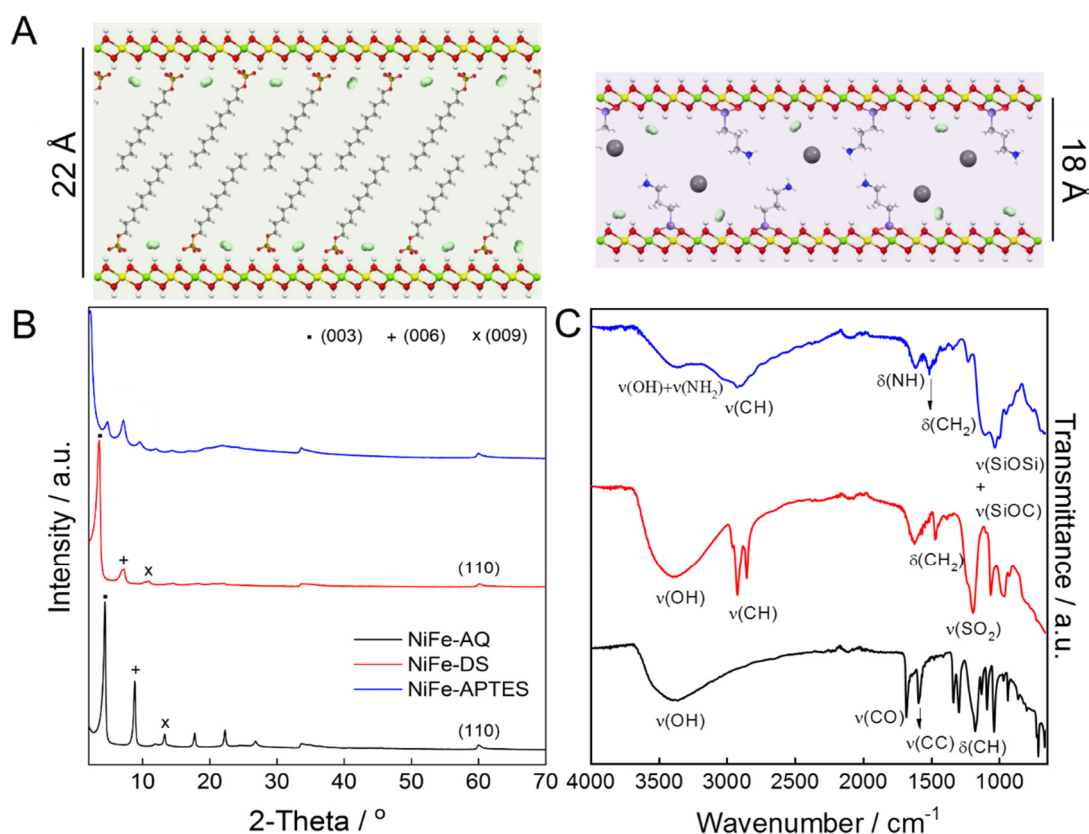 A
22 Å
18 Å
B
▪ (003) + (006) x (009)
▪
+
x
(110)
▪
+
x
(110)
NiFe-AQ
NiFe-DS
NiFe-APTES
Intensity / a.u.
10 20 30 40 50 60 70
2-Theta / °
C
ν(OH)+ν(NH₂)
ν(CH)
δ(NH)
δ(CH₂)
ν(SiOSi)
+
ν(SiOC)
ν(OH)
ν(CH)
δ(CH₂)
ν(SO₂)
ν(OH)
ν(CO)
ν(CC)
δ(CH)
Transmittance / a.u.
4000 3500 3000 2500 2000 1500 1000
Wavenumber / cm⁻¹